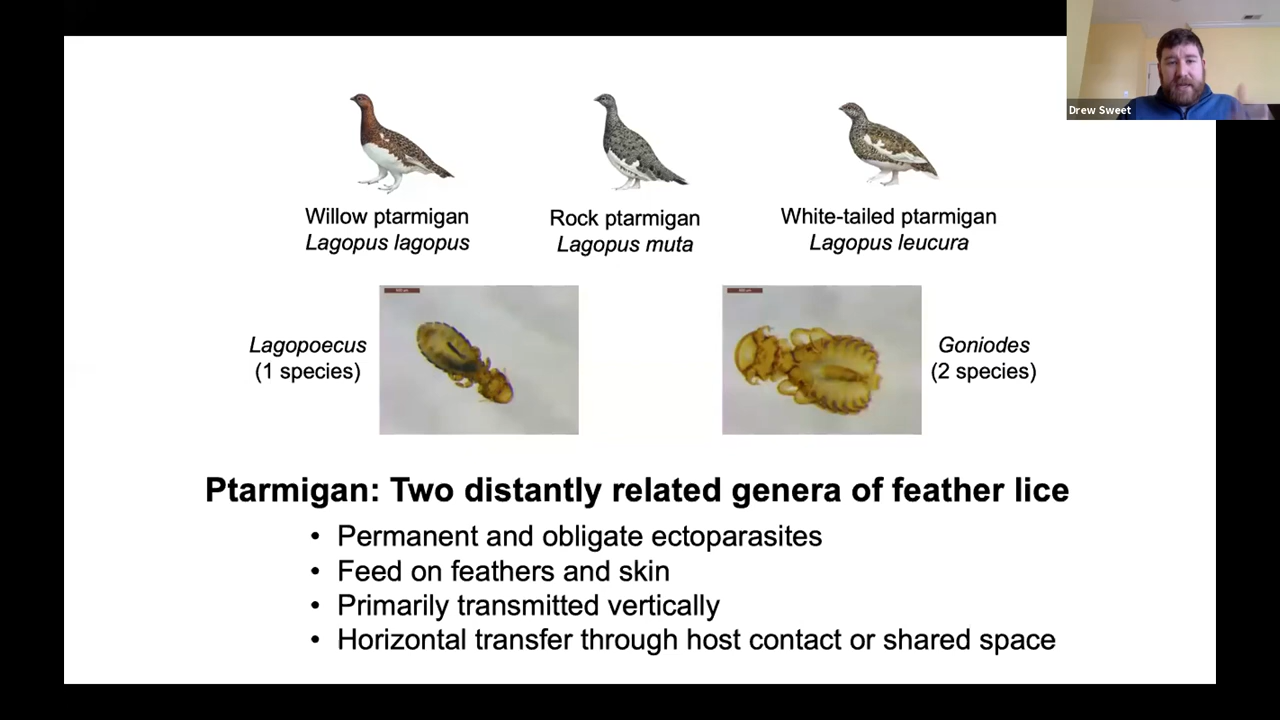 Drew Sweet
Willow ptarmigan
Lagopus lagopus
Rock ptarmigan
Lagopus muta
White-tailed ptarmigan
Lagopus leucura
Lagopoecus
(1 species)
Goniodes
(2 species)
Ptarmigan: Two distantly related genera of feather lice
• Permanent and obligate ectoparasites
• Feed on feathers and skin
• Primarily transmitted vertically
• Horizontal transfer through host contact or shared space